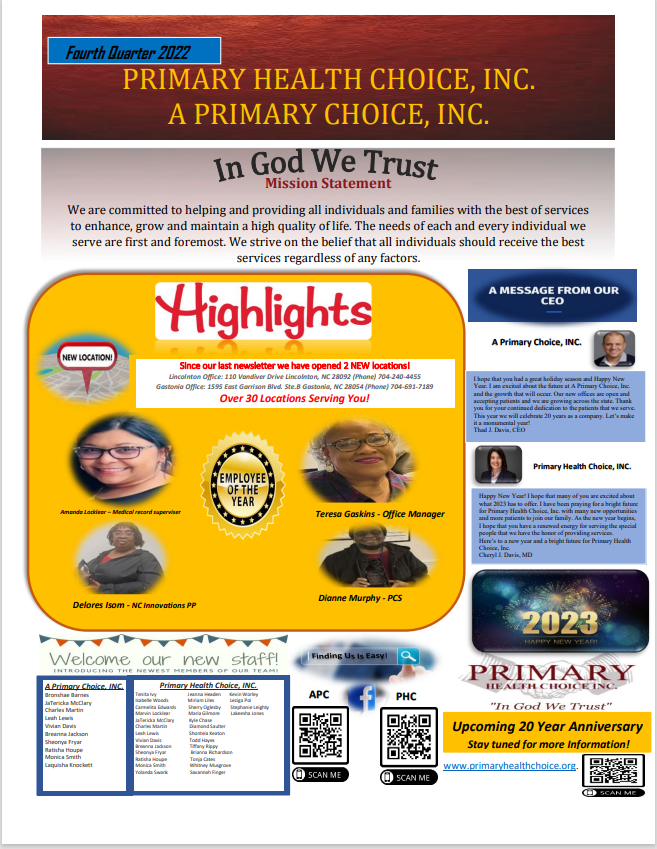 Fourth Quarter 2022
PRIMARY HEALTH CHOICE, INC.
A PRIMARY CHOICE, INC.
In God We Trust
Mission Statement
We are committed to helping and providing all individuals and families with the best of services
to enhance, grow and maintain a high quality of life. The needs of each and every individual we
serve are first and foremost. We strive on the belief that all individuals should receive the best
services regardless of any factors.
Highlights
NEW LOCATION!
Since our last newsletter we have opened 2 NEW locations!
Lincolnton Office: 110 Vandiver Drive Lincolnton, NC 28092 (Phone) 704-240-4455
Gastonia Office: 1595 East Garrison Blvd. Ste.B Gastonia, NC 28054 (Phone) 704-691-7189
Over 30 Locations Serving You!
EMPLOYEE
OF THE
YEAR
Amanda Locklear – Medical record superviser
Teresa Gaskins - Office Manager
Delores Isom - NC Innovations PP
Dianne Murphy - PCS
A MESSAGE FROM OUR
CEO
A Primary Choice, INC.
I hope that you had a great holiday season and Happy New
Year. I am excited about the future at A Primary Choice, Inc.
and the growth that will occur. Our new offices are open and
accepting patients and we are growing across the state. Thank
you for your continued dedication to the patients that we serve.
This year we will celebrate 20 years as a company. Let's make
it a monumental year!
Thad J. Davis, CEO
Primary Health Choice, INC.
Happy New Year! I hope that many of you are excited about
what 2023 has to offer. I have been praying for a bright future
for Primary Health Choice, Inc. with many new opportunities
and more patients to join our family. As the new year begins,
I hope that you have a renewed energy for serving the special
people that we have the honor of providing services.
Here's to a new year and a bright future for Primary Health
Choice, Inc.
Cheryl J. Davis, MD
2023
HAPPY NEW YEAR!
Welcome our new staff!
INTRODUCING THE NEWEST MEMBERS OF OUR TEAM!
A Primary Choice, INC.
Bronshae Barnes
JaTericka McClary
Charles Martin
Leah Lewis
Vivian Davis
Breanna Jackson
Sheonya Fryar
Ratisha Houpe
Monica Smith
Laquisha Knockett
Primary Health Choice, INC.
Tenita Ivy
Isabelle Woods
Carmelita Edwards
Marvin Locklear
JaTericka McClary
Charles Martin
Leah Lewis
Vivian Davis
Breanna Jackson
Sheonya Fryar
Ratisha Houpe
Monica Smith
Yolanda Swark
Jeanna Headen
Miriam Liles
Sherry Oglesby
Maria Gilmore
Kyle Chase
Diamond Saulter
Shanteia Keaton
Todd Hayes
Tiffany Rippy
Brianna Richardson
Tonja Cates
Whitney Musgrove
Savannah Finger
Kevin Worley
Leziga Poi
Stephanie Leighty
Lakeesha Jones
Finding Us Is Easy!
APC
PHC
SCAN ME
SCAN ME
PRIMARY
HEALTH CHOICE INC.
"In God We Trust"
Upcoming 20 Year Anniversary
Stay tuned for more Information!
www.primaryhealthchoice.org.
SCAN ME